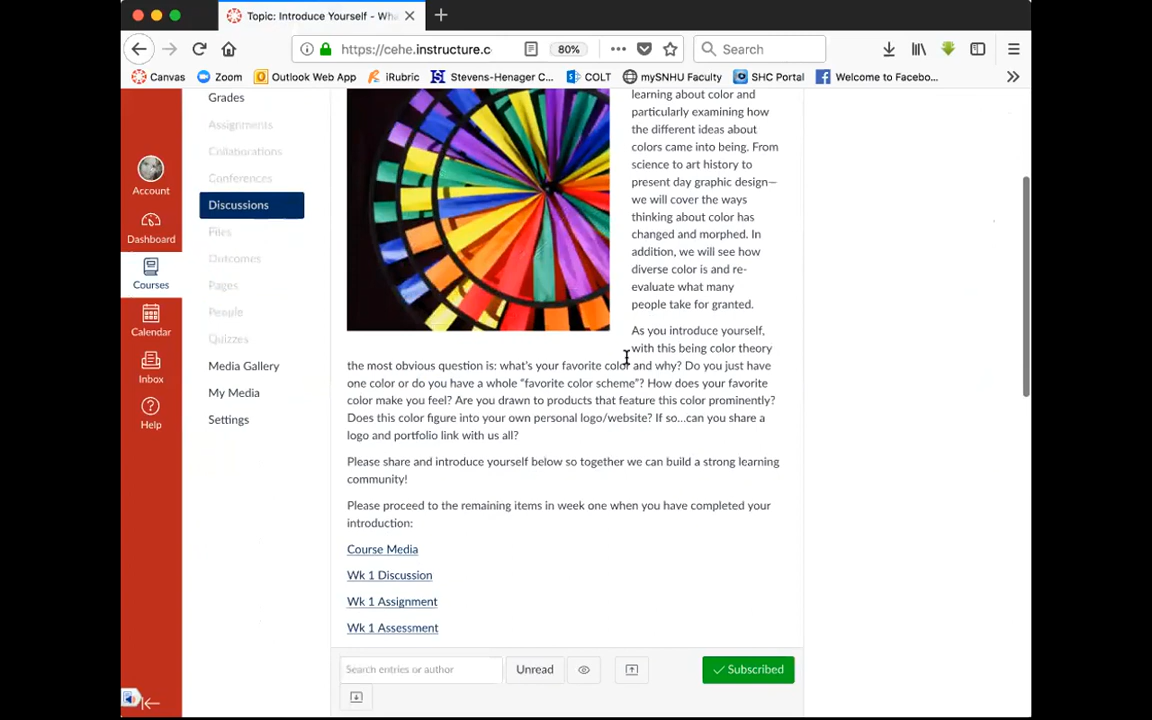 Topic: Introduce Yourself - Wha
https://cehe.instructure.c
80%
Search
Canvas
Zoom
Outlook Web App
iRubric
Stevens-Henager C...
COLT
mySNHU Faculty
SHC Portal
Welcome to Facebo...
Account
Dashboard
Courses
Calendar
Inbox
Help
Grades
Assignments
Collaborations
Conferences
Discussions
Files
Outcomes
Pages
People
Quizzes
Media Gallery
My Media
Settings
learning about color and
particularly examining how
the different ideas about
colors came into being. From
science to art history to
present day graphic design—
we will cover the ways
thinking about color has
changed and morphed. In
addition, we will see how
diverse color is and re-
evaluate what many
people take for granted.
As you introduce yourself,
with this being color theory
the most obvious question is: what's your favorite color and why? Do you just have
one color or do you have a whole “favorite color scheme”? How does your favorite
color make you feel? Are you drawn to products that feature this color prominently?
Does this color figure into your own personal logo/website? If so...can you share a
logo and portfolio link with us all?
Please share and introduce yourself below so together we can build a strong learning
community!
Please proceed to the remaining items in week one when you have completed your
introduction:
Course Media
Wk 1 Discussion
Wk 1 Assignment
Wk 1 Assessment
Search entries or author
Unread
Subscribed